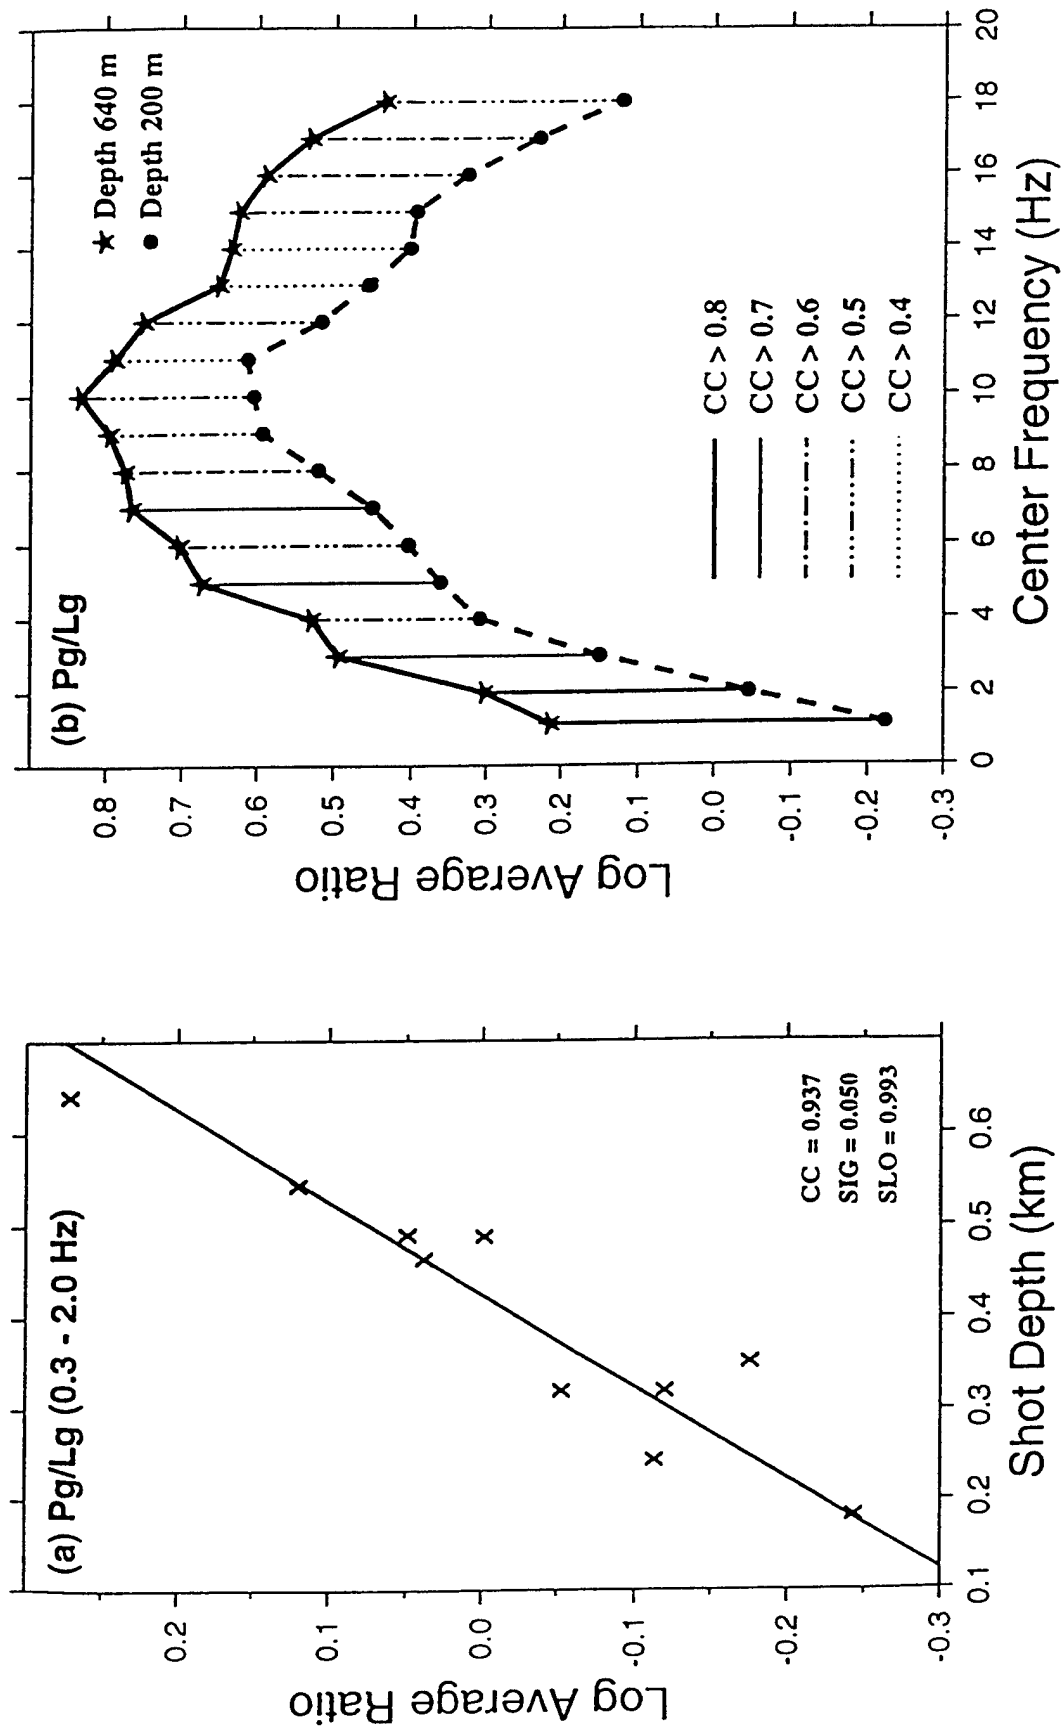 (a) Pg/Lg (0.3 - 2.0 Hz)
Log Average Ratio
0.2
0.1
0.0
-0.1
-0.2
-0.3
0.1
0.2
0.3
0.4
0.5
0.6
Shot Depth (km)
CC = 0.937
SIG = 0.050
SLO = 0.993
(b) Pg/Lg
Depth 640 m
Depth 200 m
Log Average Ratio
0.8
0.7
0.6
0.5
0.4
0.3
0.2
0.1
0.0
-0.1
-0.2
-0.3
CC > 0.8
CC > 0.7
CC > 0.6
CC > 0.5
CC > 0.4
0
2
4
6
8
10
12
14
16
18
20
Center Frequency (Hz)